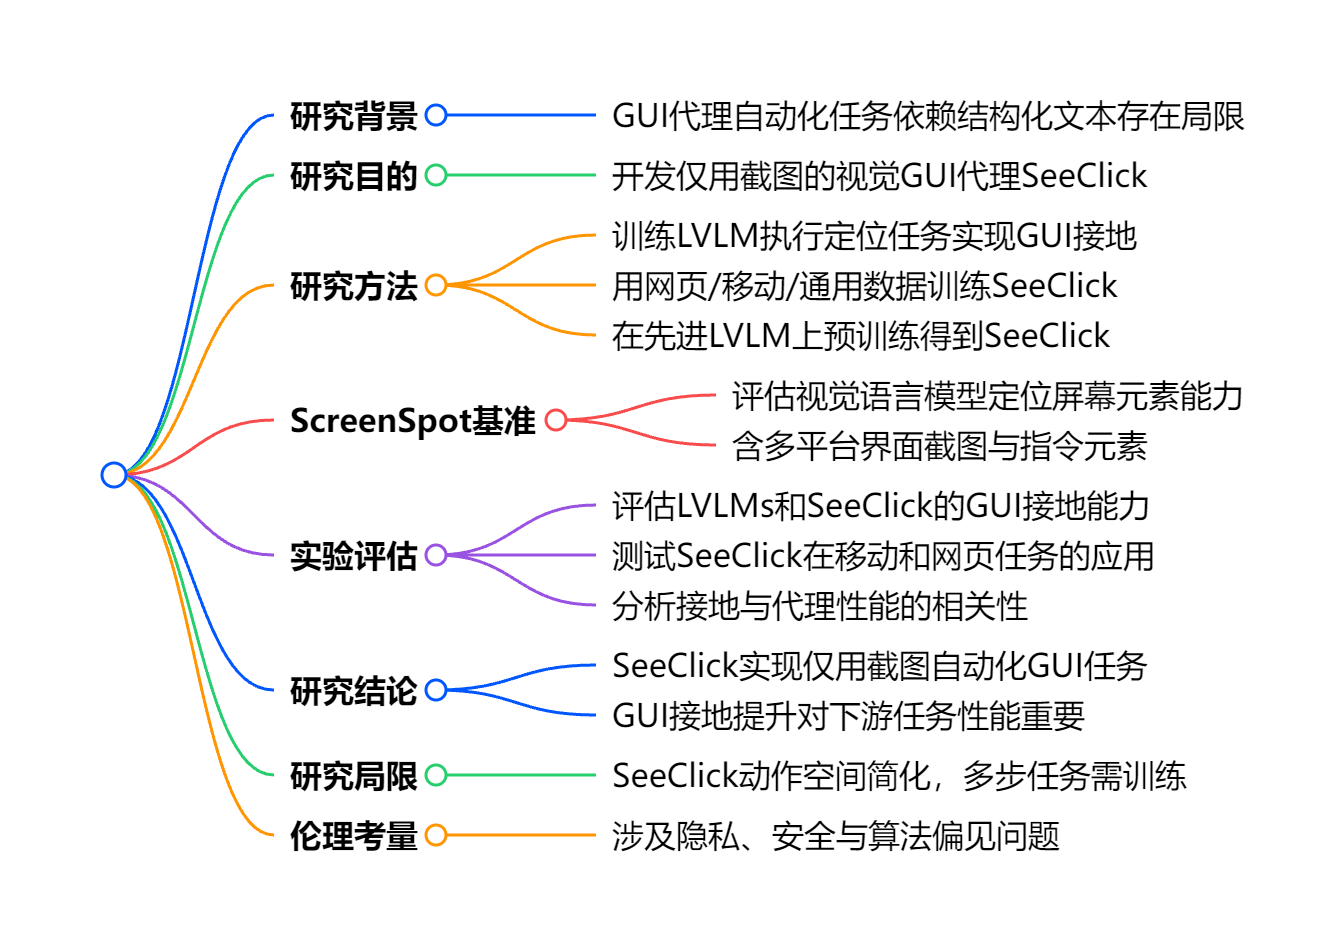 研究背景
GUI代理自动化任务依赖结构化文本存在局限
研究目的
开发仅用截图的视觉GUI代理SeeClick
研究方法
训练LVLM执行定位任务实现GUI接地
用网页/移动/通用数据训练SeeClick
在先进LVLM上预训练得到SeeClick
ScreenSpot基准
评估视觉语言模型定位屏幕元素能力
含多平台界面截图与指令元素
实验评估
评估LVLMs和SeeClick的GUI接地能力
测试SeeClick在移动和网页任务的应用
分析接地与代理性能的相关性
研究结论
SeeClick实现仅用截图自动化GUI任务
GUI接地提升对下游任务性能重要
研究局限
SeeClick动作空间简化，多步任务需训练
伦理考量
涉及隐私、安全与算法偏见问题